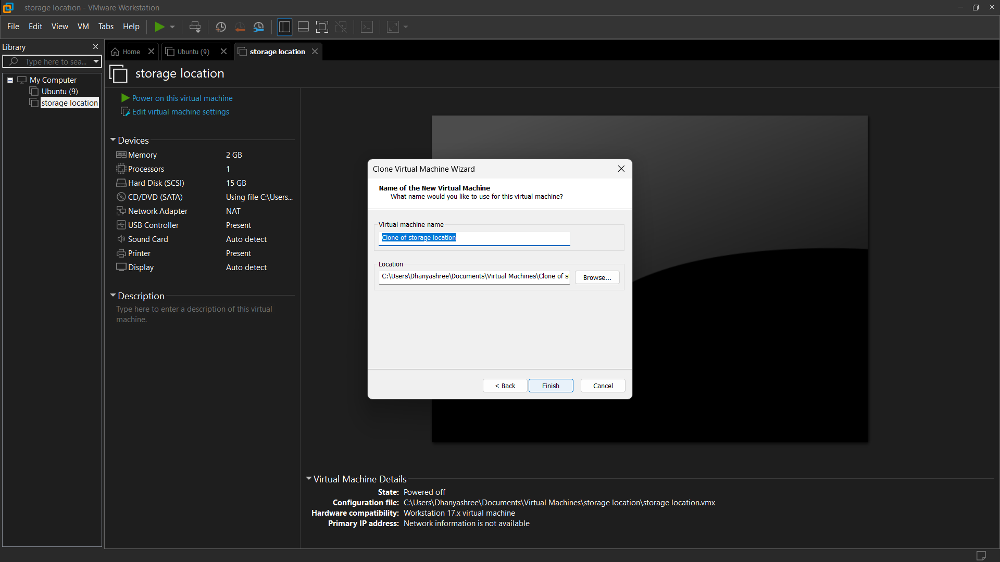 storage location - VMware Workstation
File Edit View VM Tabs Help
Library
Type here to sea...
My Computer
Ubuntu (9)
storage location
Home
Ubuntu (9)
storage location
storage location
Power on this virtual machine
Edit virtual machine settings
Devices
Memory 2 GB
Processors 1
Hard Disk (SCSI) 15 GB
CD/DVD (SATA) Using file C:\Users...
Network Adapter NAT
USB Controller Present
Sound Card Auto detect
Printer Present
Display Auto detect
Description
Type here to enter a description of this virtual
machine.
Clone Virtual Machine Wizard
Name of the New Virtual Machine
What name would you like to use for this virtual machine?
Virtual machine name
Clone of storage location
Location
C:\Users\Dhanyashree\Documents\Virtual Machines\Clone of s
Browse...
< Back Finish Cancel
Virtual Machine Details
State: Powered off
Configuration file: C:\Users\Dhanyashree\Documents\Virtual Machines\storage location\storage location.vmx
Hardware compatibility: Workstation 17.x virtual machine
Primary IP address: Network information is not available